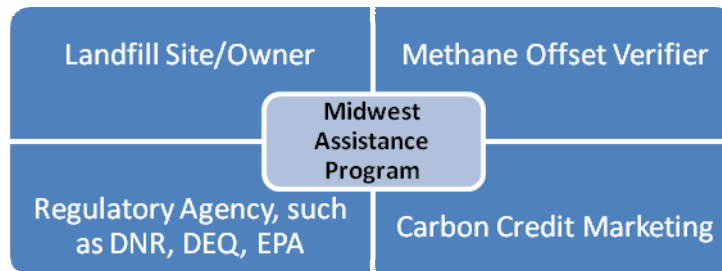 Landfill Site/Owner
Methane Offset Verifier
Midwest
Assistance
Program
Regulatory Agency, such
as DNR, DEQ, EPA
Carbon Credit Marketing